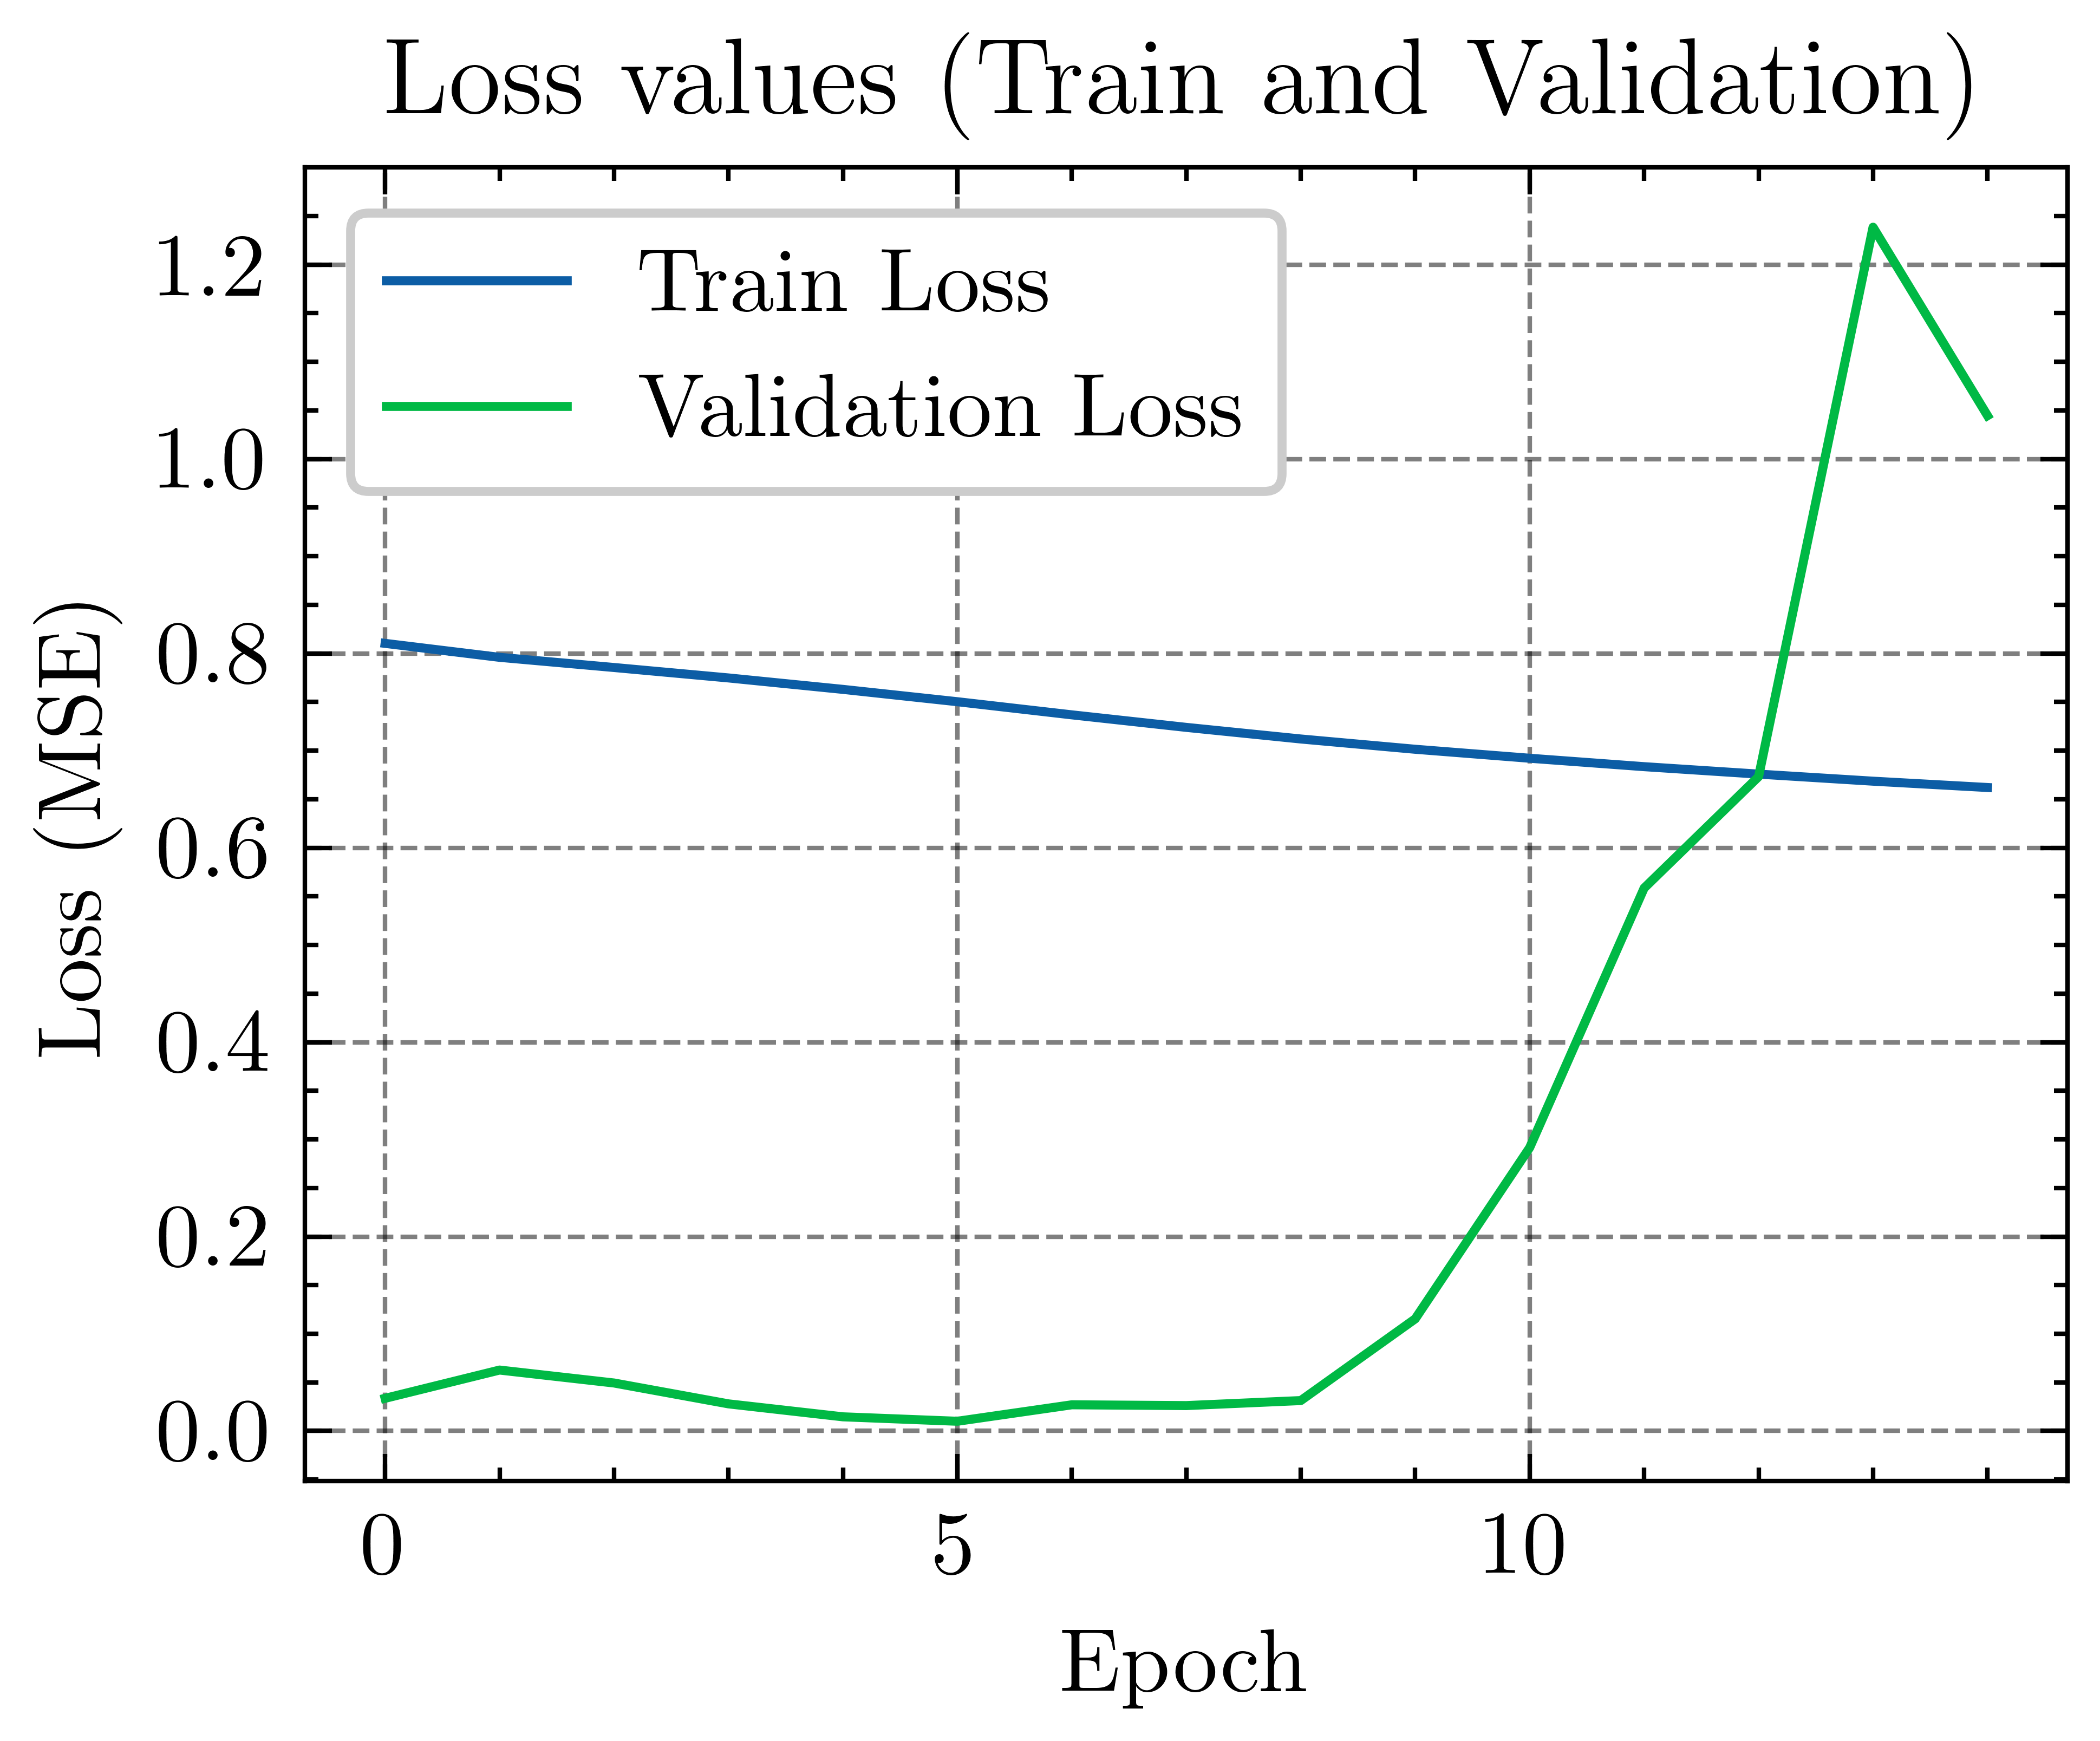 Loss values (Train and Validation)
Train Loss
Validation Loss
1.2
1.0
0.8
0.6
0.4
0.2
0.0
Loss (MSE)
0 5 10
Epoch